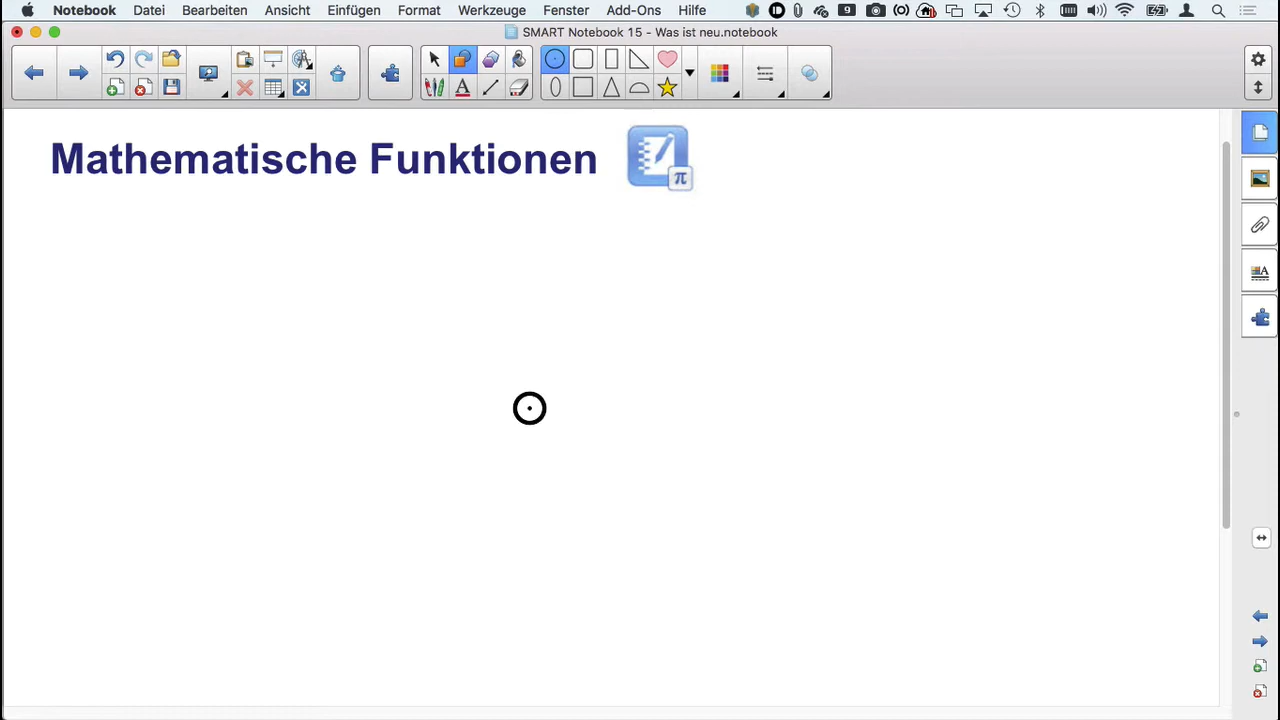 Notebook Datei Bearbeiten Ansicht Einfügen Format Werkzeuge Fenster Add-Ons Hilfe 9
SMART Notebook 15 - Was ist neu.notebook
A
A
Mathematische Funktionen π